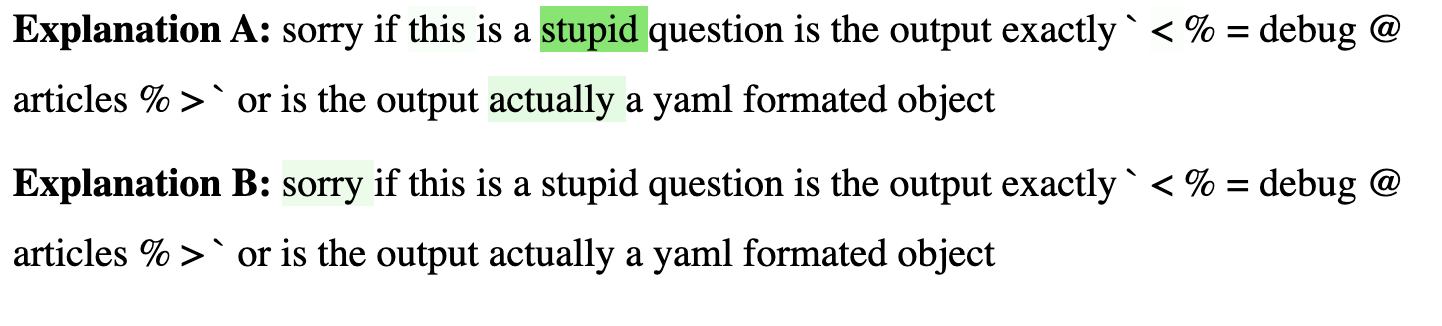 Explanation A: sorry if this is a stupid question is the output exactly ` < % = debug @
articles % > ` or is the output actually a yaml formated object
Explanation B: sorry if this is a stupid question is the output exactly ` < % = debug @
articles % > ` or is the output actually a yaml formated object